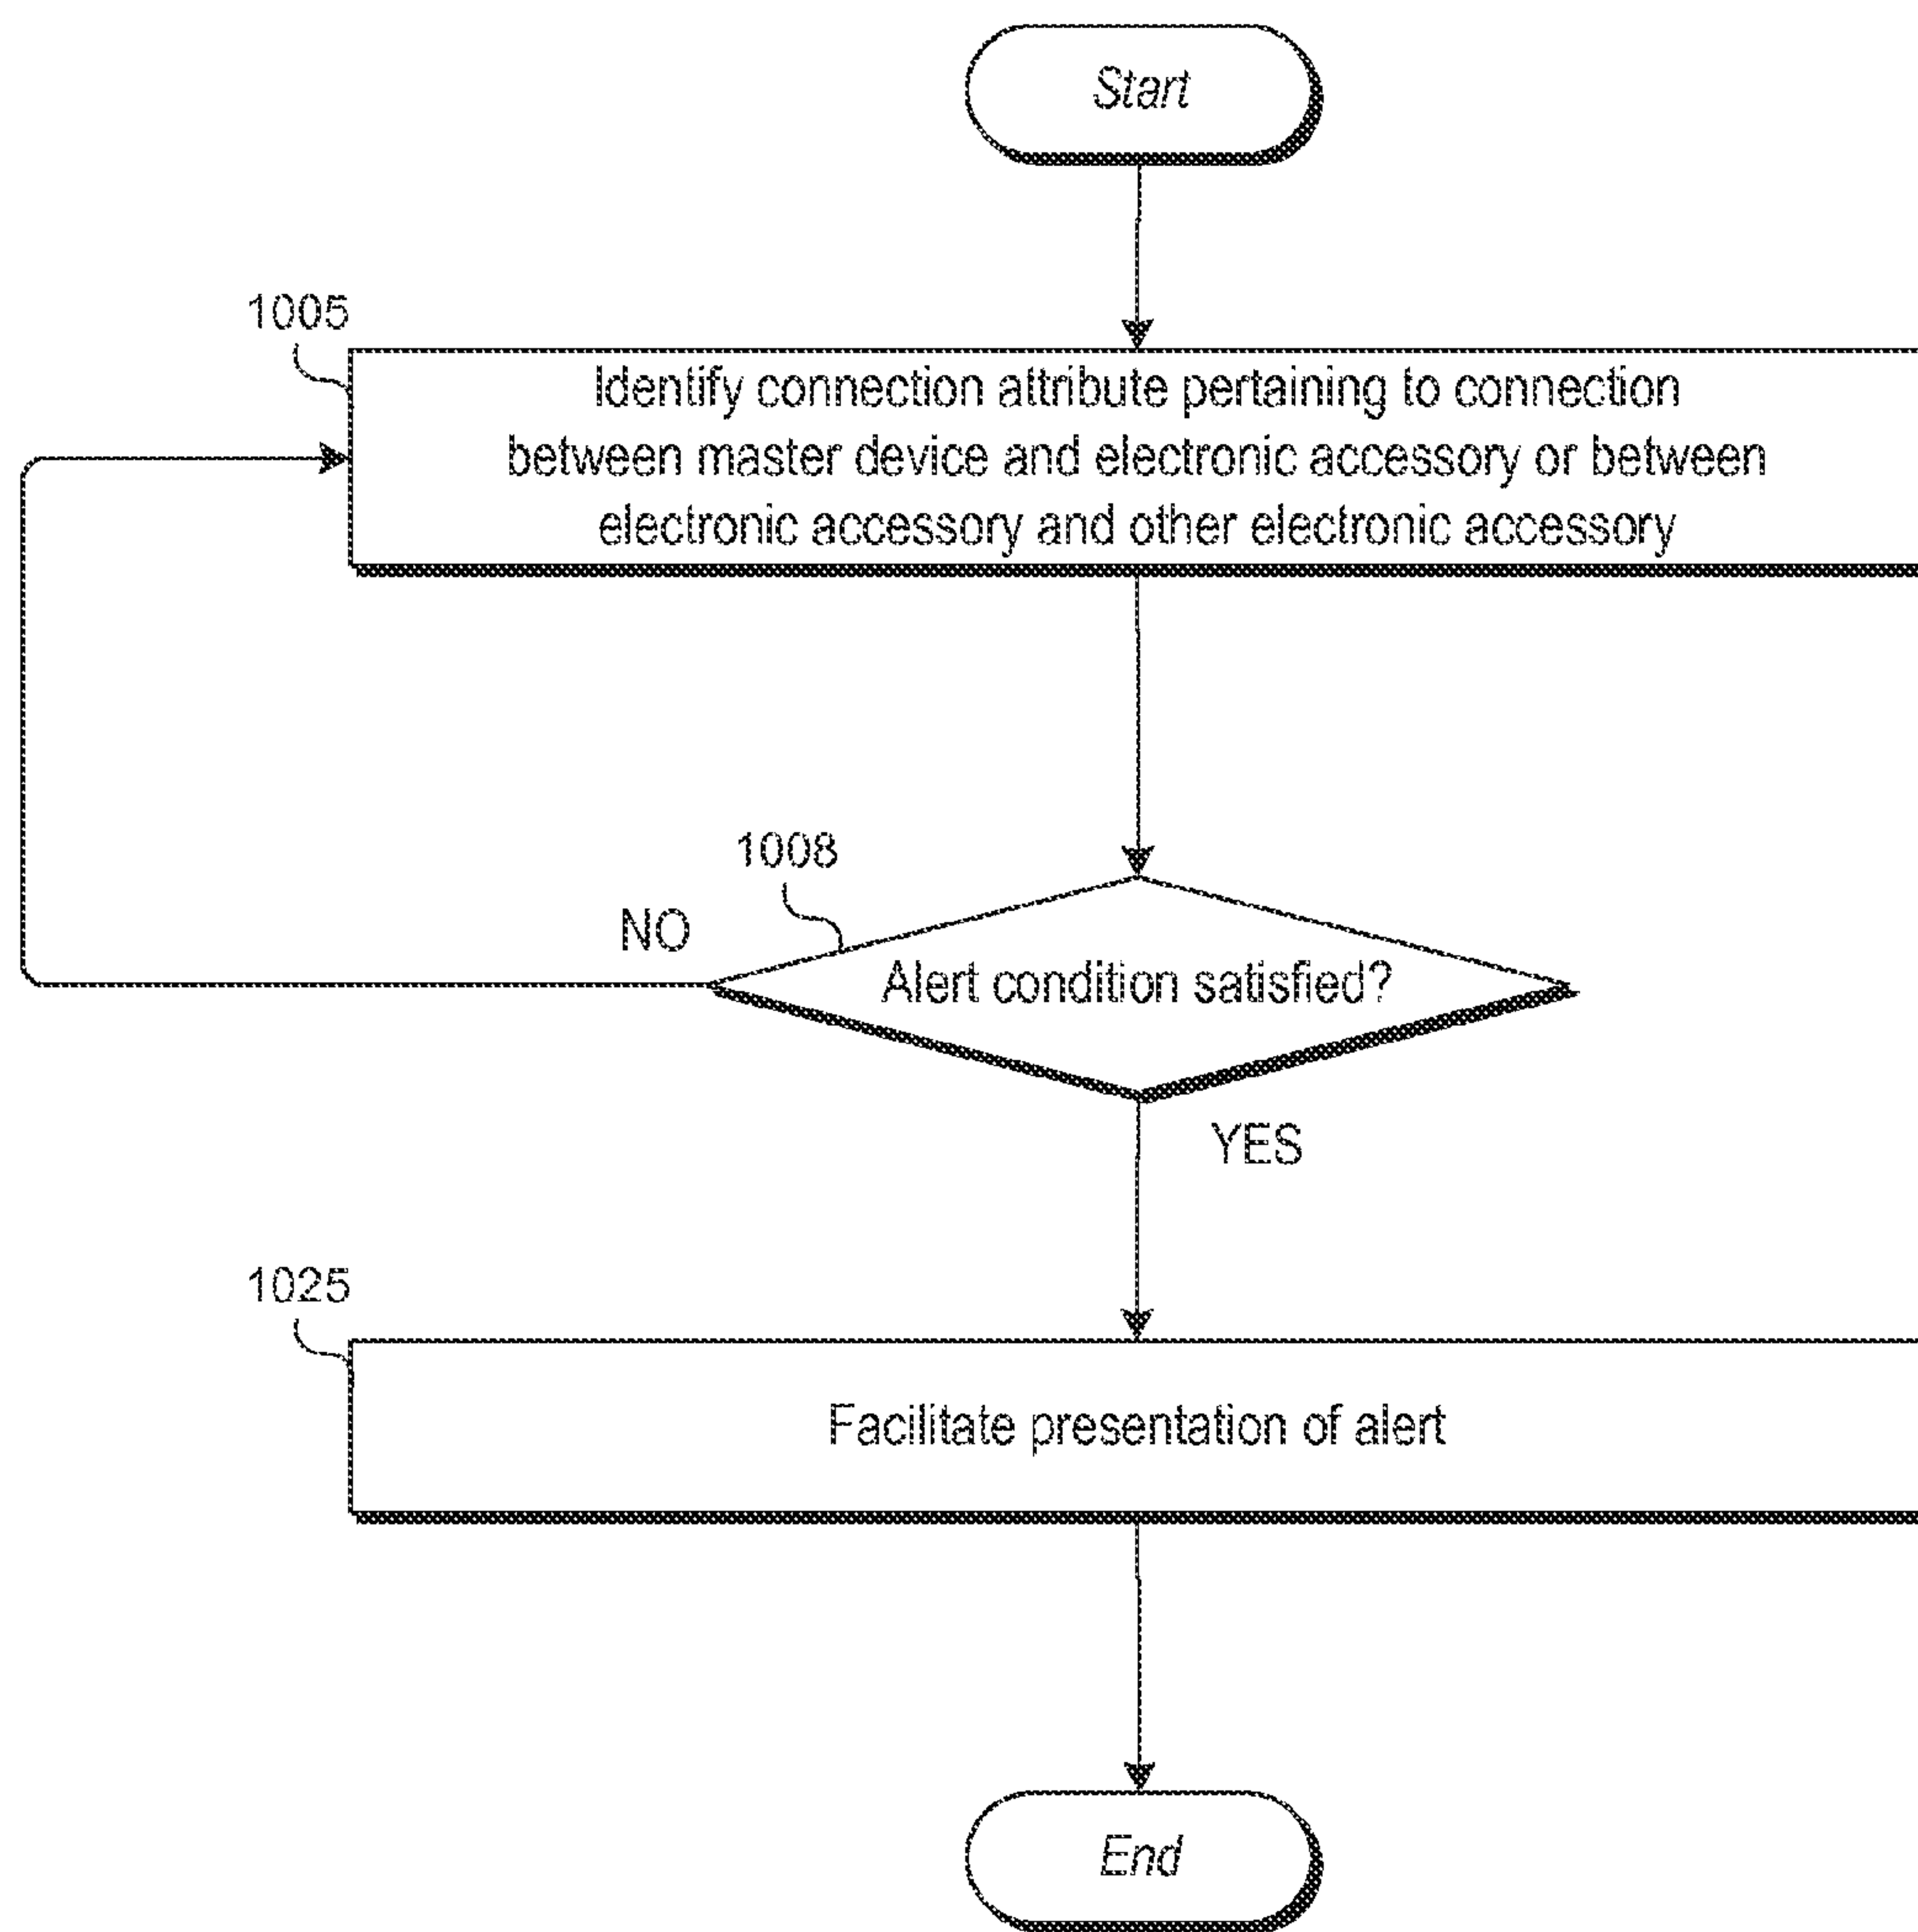 Start
1005
Identify connection attribute pertaining to connection
between master device and electronic accessory or between
electronic accessory and other electronic accessory
1008
NO
Alert condition satisfied?
YES
1025
Facilitate presentation of alert
End